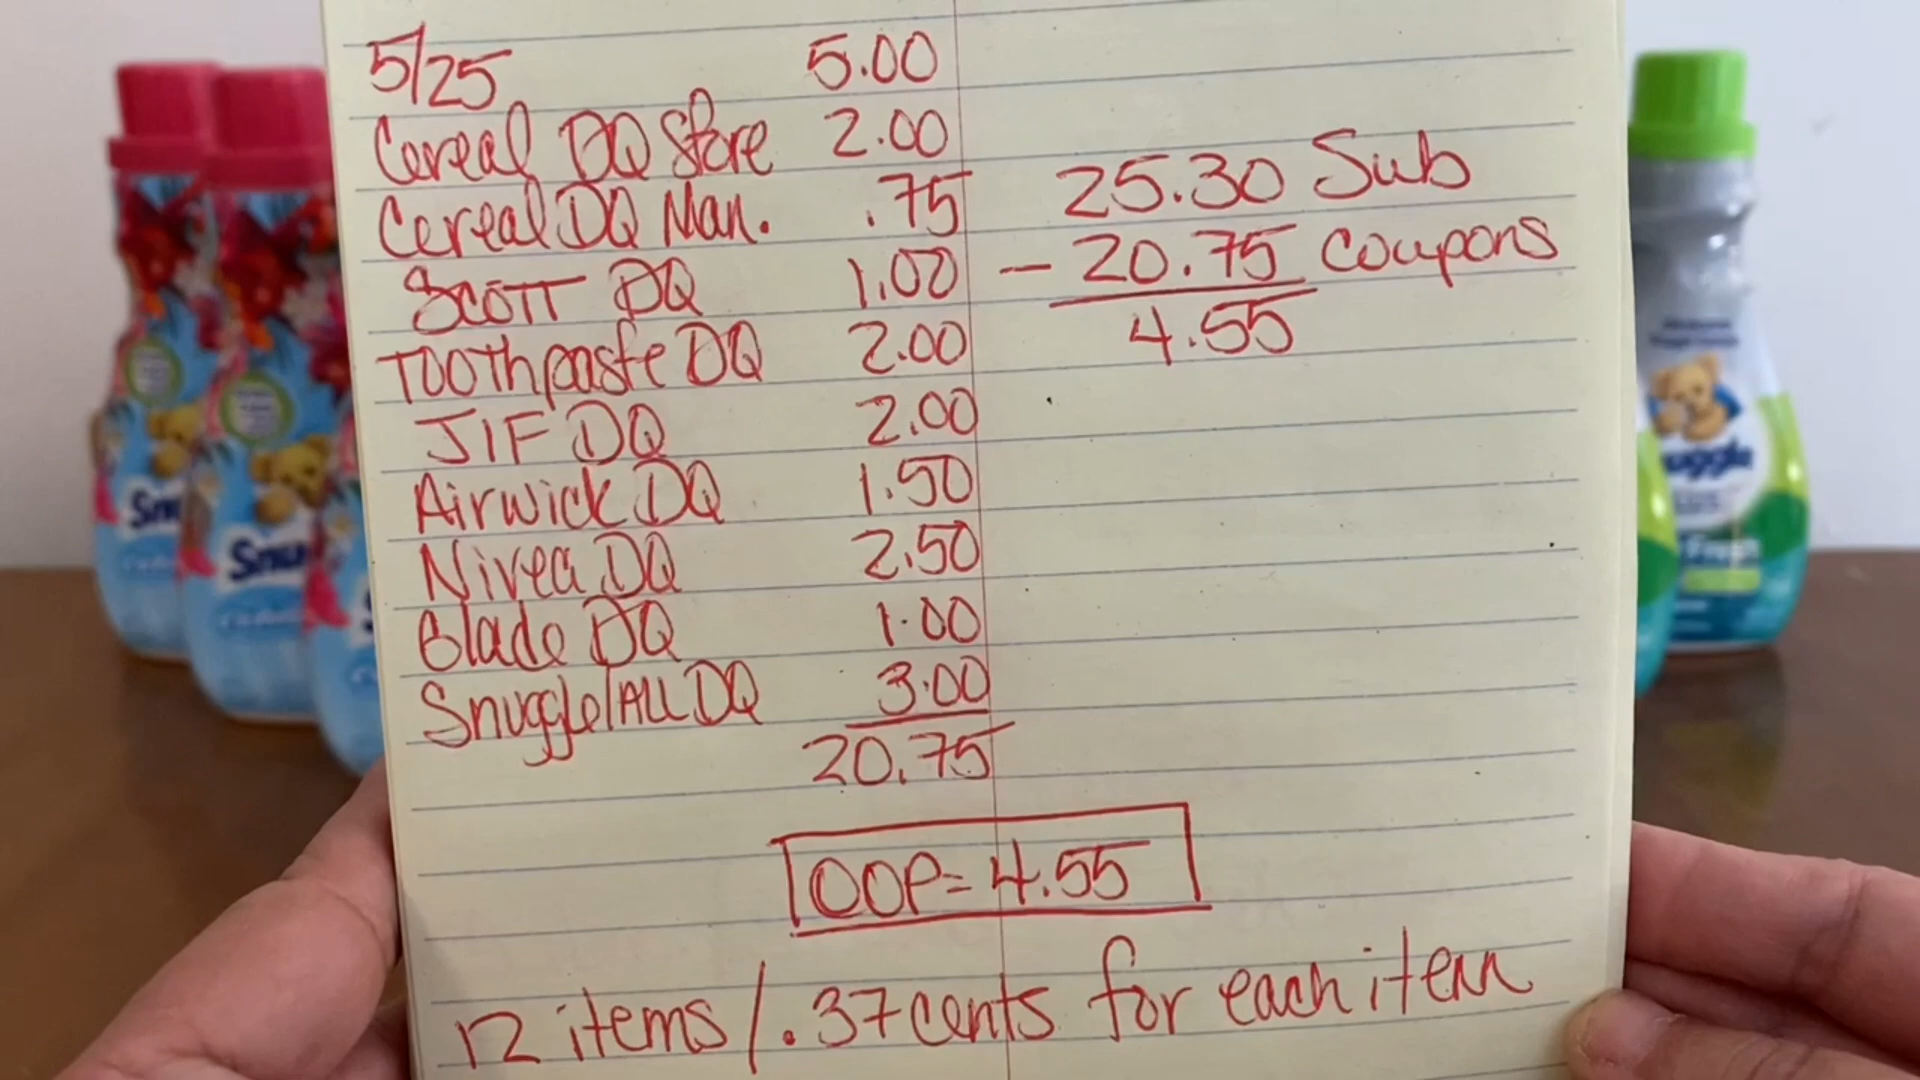 5/25 5.00
Cereal DQ Store 2.00
Cereal DQ Man. .75
Scott DQ 1.00
Toothpaste DQ 2.00
JIF DQ 2.00
Airwick DQ 1.50
Nivea DQ 2.50
Glade DQ 1.00
Snuggle/ALL DQ 3.00
20.75
25.30 Sub
- 20.75 coupons
4.55
OOP = 4.55
12 items / .37 cents for each item
Snu
Fresh